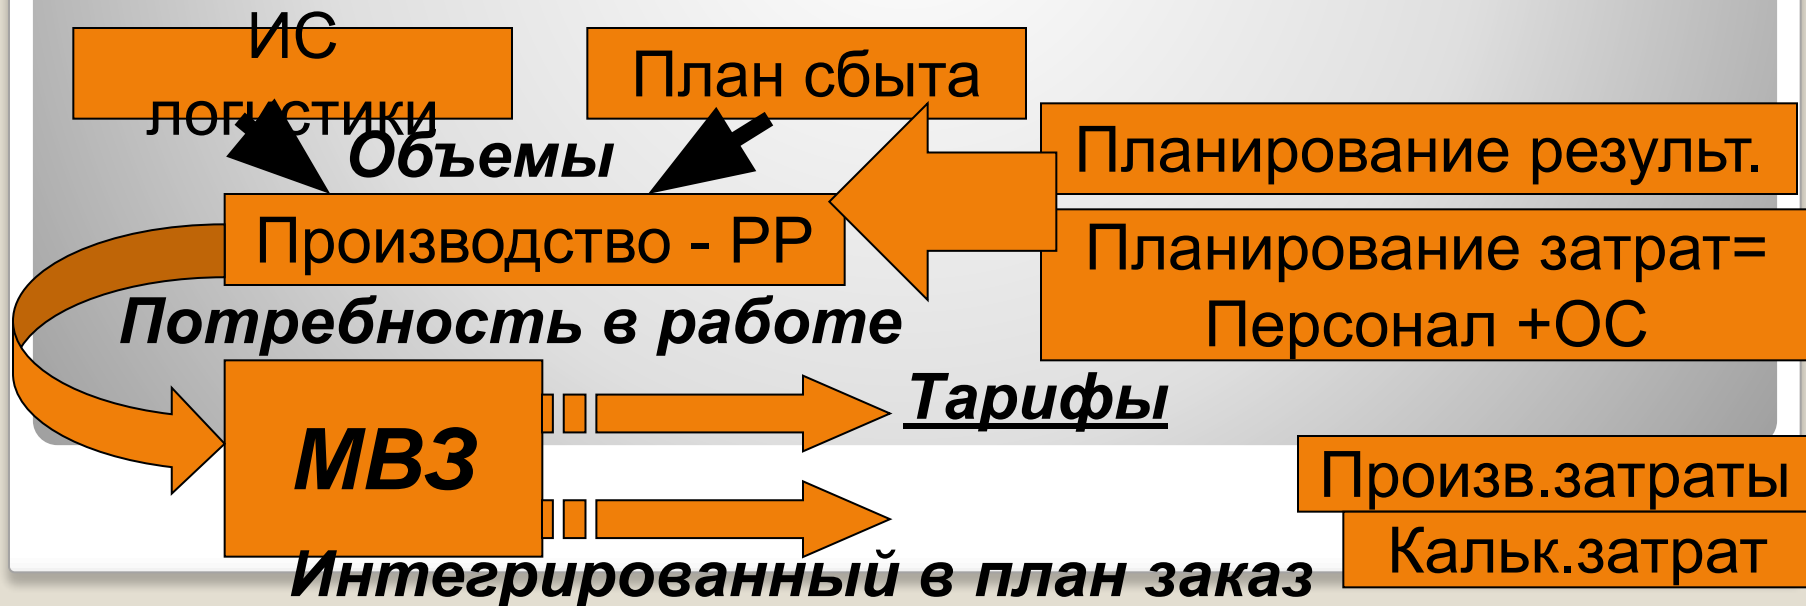 ИС
логистики
План сбыта
Объемы
Планирование результ.
Производство - РР
Планирование затрат=
Персонал +ОС
Потребность в работе
Тарифы
МВЗ
Произв.затраты
Кальк.затрат
Интегрированный в план заказ